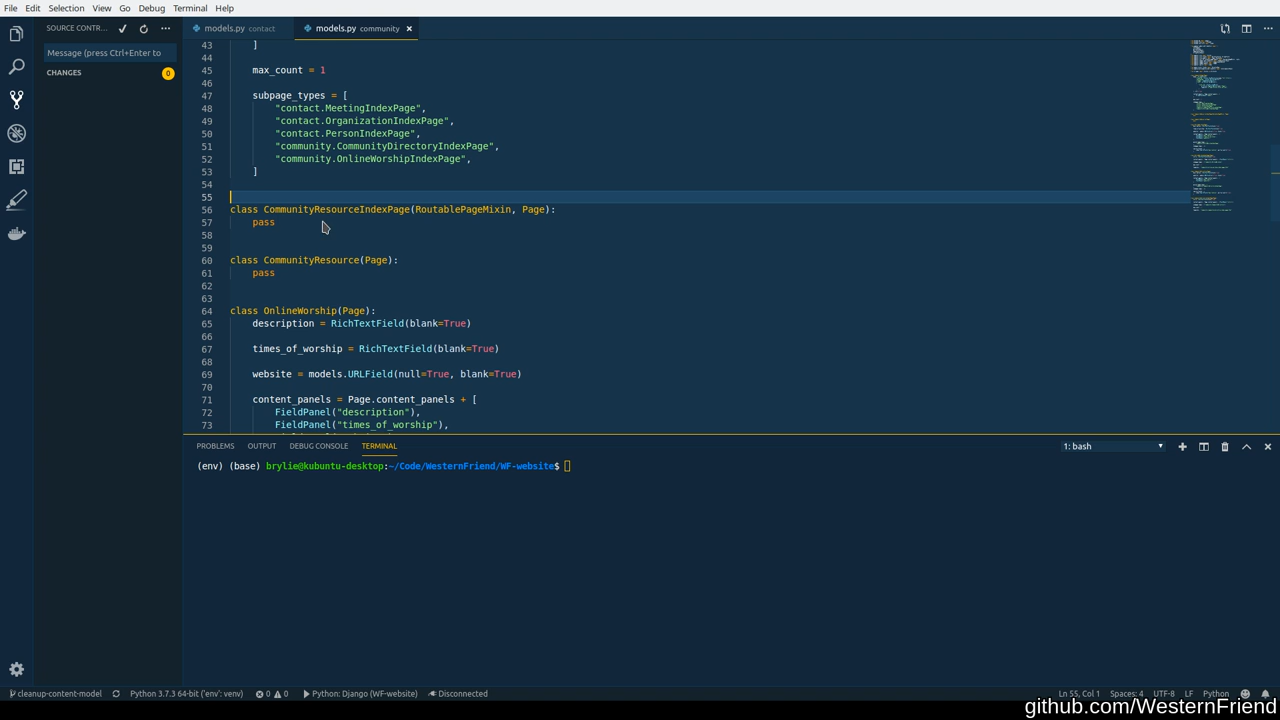 File Edit Selection View Go Debug Terminal Help
SOURCE CONTR...
models.py contact
models.py community
Message (press Ctrl+Enter to
CHANGES 0
43 ]
44
45 max_count = 1
46
47 subpage_types = [
48 "contact.MeetingIndexPage",
49 "contact.OrganizationIndexPage",
50 "contact.PersonIndexPage",
51 "community.CommunityDirectoryIndexPage",
52 "community.OnlineWorshipIndexPage",
53 ]
54
55
56 class CommunityResourceIndexPage(RoutablePageMixin, Page):
57 pass
58
59
60 class CommunityResource(Page):
61 pass
62
63
64 class OnlineWorship(Page):
65 description = RichTextField(blank=True)
66
67 times_of_worship = RichTextField(blank=True)
68
69 website = models.URLField(null=True, blank=True)
70
71 content_panels = Page.content_panels + [
72 FieldPanel("description"),
73 FieldPanel("times_of_worship"),
PROBLEMS OUTPUT DEBUG CONSOLE TERMINAL 1: bash
(env) (base) brylie@kubuntu-desktop:~/Code/WesternFriend/WF-website$
cleanup-content-model Python 3.7.3 64-bit ('env': venv) 0 0 Python: Django (WF-website) Disconnected Ln 55, Col 1 Spaces: 4 UTF-8 LF Python
github.com/WesternFriend